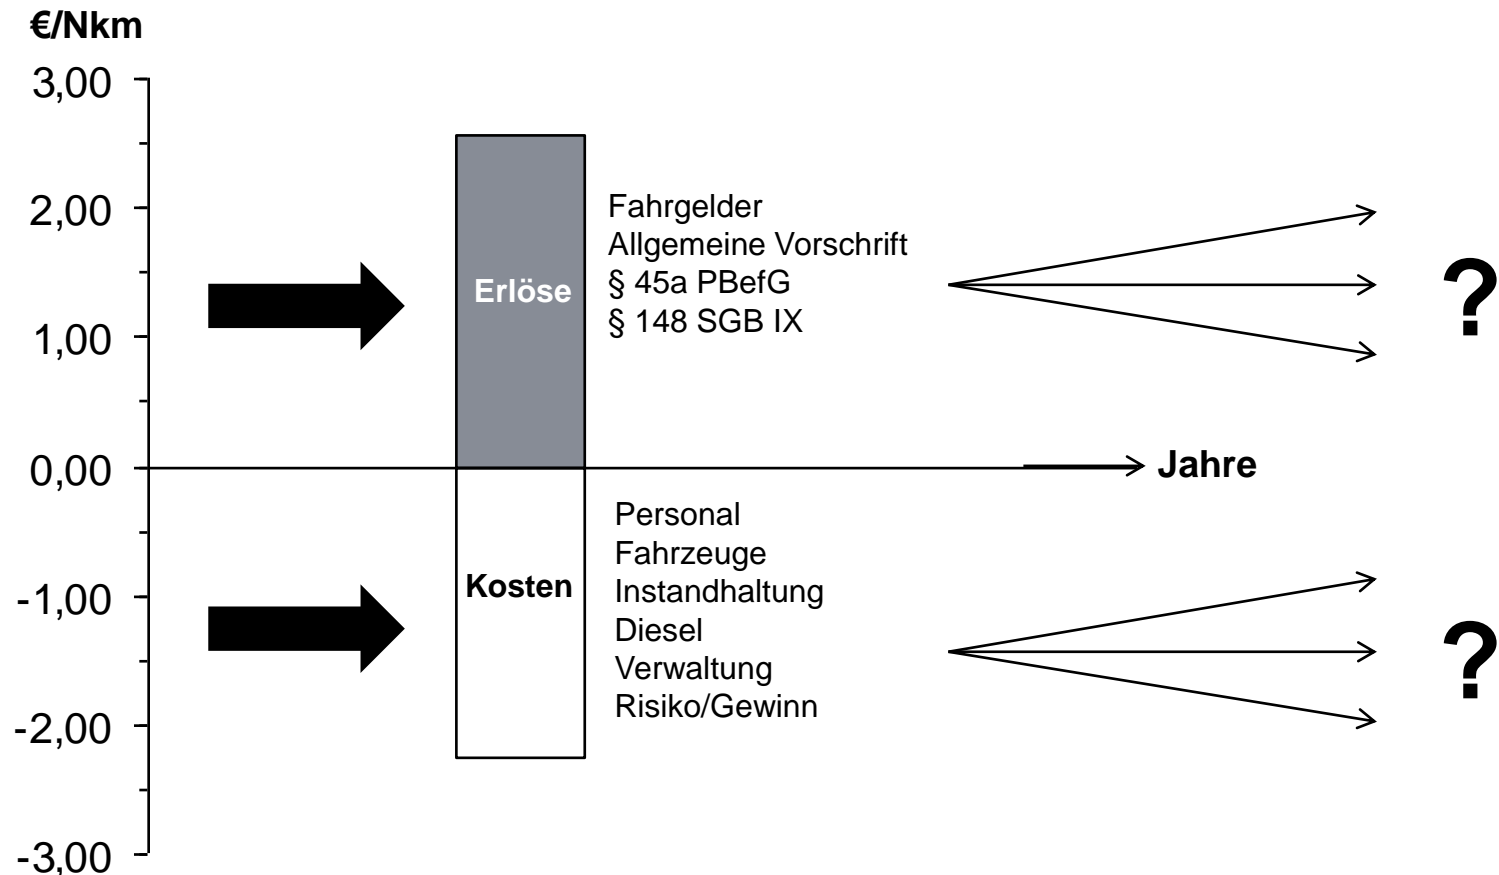 €/Nkm
3,00
2,00
1,00
0,00
-1,00
-2,00
-3,00
Erlöse
Fahrgelder
Allgemeine Vorschrift
§ 45a PBefG
§ 148 SGB IX
?
Jahre
Kosten
Personal
Fahrzeuge
Instandhaltung
Diesel
Verwaltung
Risiko/Gewinn
?